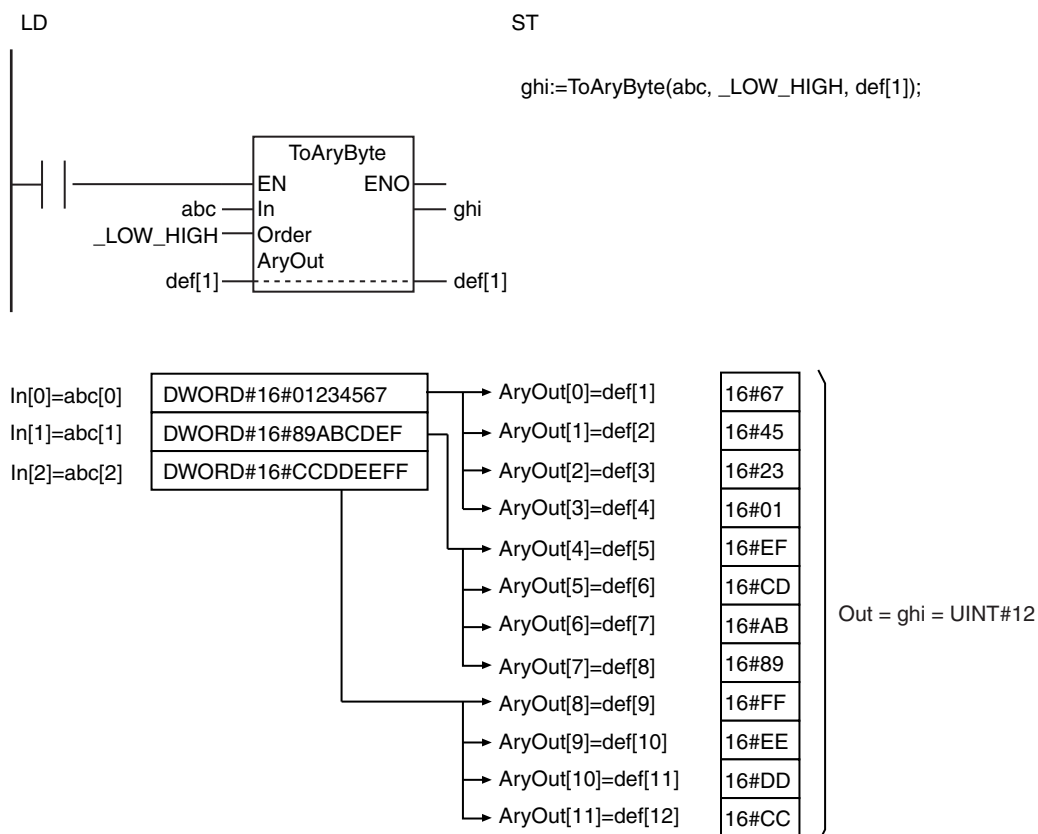 LD
ST
ghi:=ToAryByte(abc, _LOW_HIGH, def[1]);
ToAryByte
EN ENO
abc In ghi
_LOW_HIGH Order
AryOut
def[1] def[1]
In[0]=abc[0] DWORD#16#01234567 AryOut[0]=def[1] 16#67
In[1]=abc[1] DWORD#16#89ABCDEF AryOut[1]=def[2] 16#45
In[2]=abc[2] DWORD#16#CCDDEEFF AryOut[2]=def[3] 16#23
AryOut[3]=def[4] 16#01
AryOut[4]=def[5] 16#EF
AryOut[5]=def[6] 16#CD
AryOut[6]=def[7] 16#AB
Out = ghi = UINT#12
AryOut[7]=def[8] 16#89
AryOut[8]=def[9] 16#FF
AryOut[9]=def[10] 16#EE
AryOut[10]=def[11] 16#DD
AryOut[11]=def[12] 16#CC